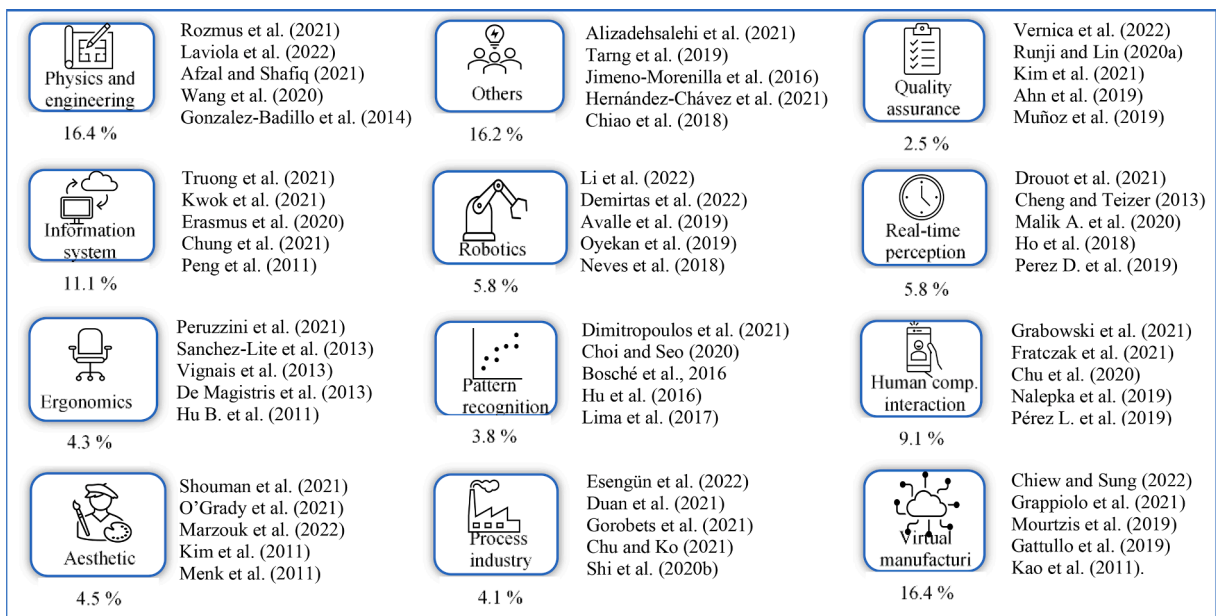 Physics and
engineering
16.4 %
Rozmus et al. (2021)
Laviola et al. (2022)
Afzal and Shafiq (2021)
Wang et al. (2020)
Gonzalez-Badillo et al. (2014)
Others
16.2 %
Alizadehsalehi et al. (2021)
Tarng et al. (2019)
Jimeno-Morenilla et al. (2016)
Hernández-Chávez et al. (2021)
Chiao et al. (2018)
Quality
assurance
2.5 %
Vernica et al. (2022)
Runji and Lin (2020a)
Kim et al. (2021)
Ahn et al. (2019)
Muñoz et al. (2019)
Information
system
11.1 %
Truong et al. (2021)
Kwok et al. (2021)
Erasmus et al. (2020)
Chung et al. (2021)
Peng et al. (2011)
Robotics
5.8 %
Li et al. (2022)
Demirtas et al. (2022)
Avalle et al. (2019)
Oyekan et al. (2019)
Neves et al. (2018)
Real-time
perception
5.8 %
Drouot et al. (2021)
Cheng and Teizer (2013)
Malik A. et al. (2020)
Ho et al. (2018)
Perez D. et al. (2019)
Ergonomics
4.3 %
Peruzzini et al. (2021)
Sanchez-Lite et al. (2013)
Vignais et al. (2013)
De Magistris et al. (2013)
Hu B. et al. (2011)
Pattern
recognition
3.8 %
Dimitropoulos et al. (2021)
Choi and Seo (2020)
Bosché et al., 2016
Hu et al. (2016)
Lima et al. (2017)
Human comp.
interaction
9.1 %
Grabowski et al. (2021)
Fratczak et al. (2021)
Chu et al. (2020)
Nalepka et al. (2019)
Pérez L. et al. (2019)
Aesthetic
4.5 %
Shouman et al. (2021)
O’Grady et al. (2021)
Marzouk et al. (2022)
Kim et al. (2011)
Menk et al. (2011)
Process
industry
4.1 %
Esengün et al. (2022)
Duan et al. (2021)
Gorobets et al. (2021)
Chu and Ko (2021)
Shi et al. (2020b)
Virtual
manufacturi
16.4 %
Chiew and Sung (2022)
Grappiolo et al. (2021)
Mourtzis et al. (2019)
Gattullo et al. (2019)
Kao et al. (2011).